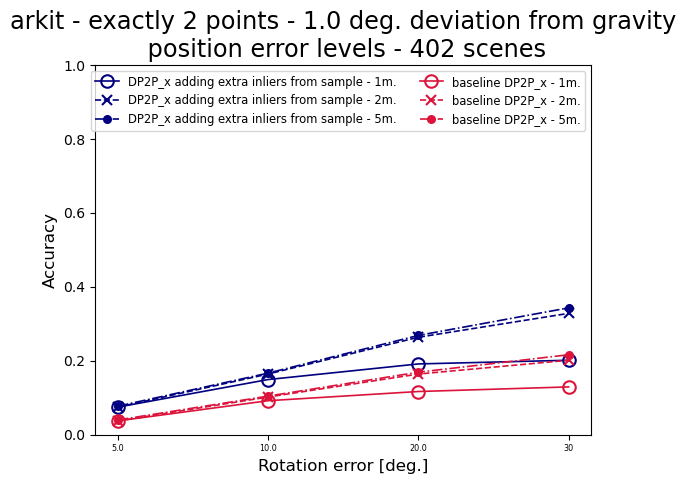 arkit - exactly 2 points - 1.0 deg. deviation from gravity
position error levels - 402 scenes
DP2P_x adding extra inliers from sample - 1m.
DP2P_x adding extra inliers from sample - 2m.
DP2P_x adding extra inliers from sample - 5m.
baseline DP2P_x - 1m.
baseline DP2P_x - 2m.
baseline DP2P_x - 5m.
Accuracy
1.0
0.8
0.6
0.4
0.2
0.0
5.0 10.0 20.0 30
Rotation error [deg.]